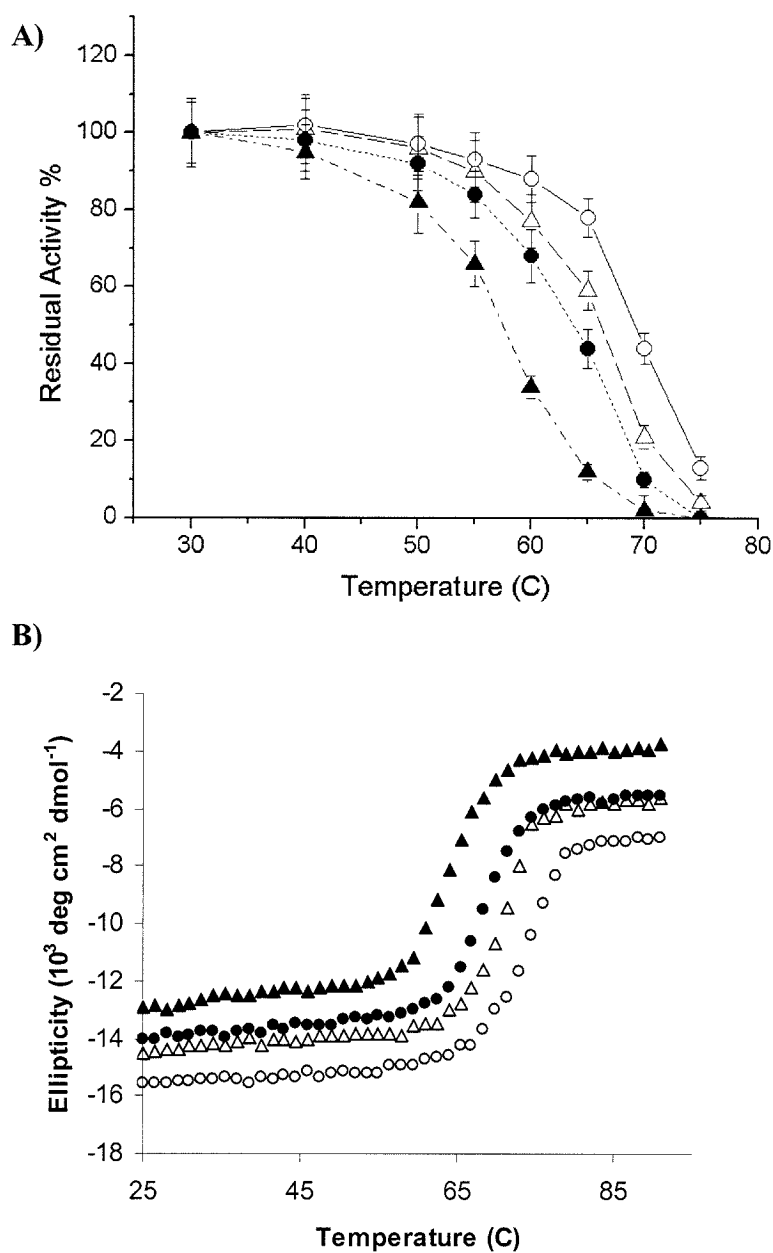 A)
120
100
80
60
40
20
0
Residual Activity %
30 40 50 60 70 80
Temperature (C)
B)
-2
-4
-6
-8
-10
-12
-14
-16
-18
Ellipticity (10³ deg cm² dmol⁻¹)
25 45 65 85
Temperature (C)